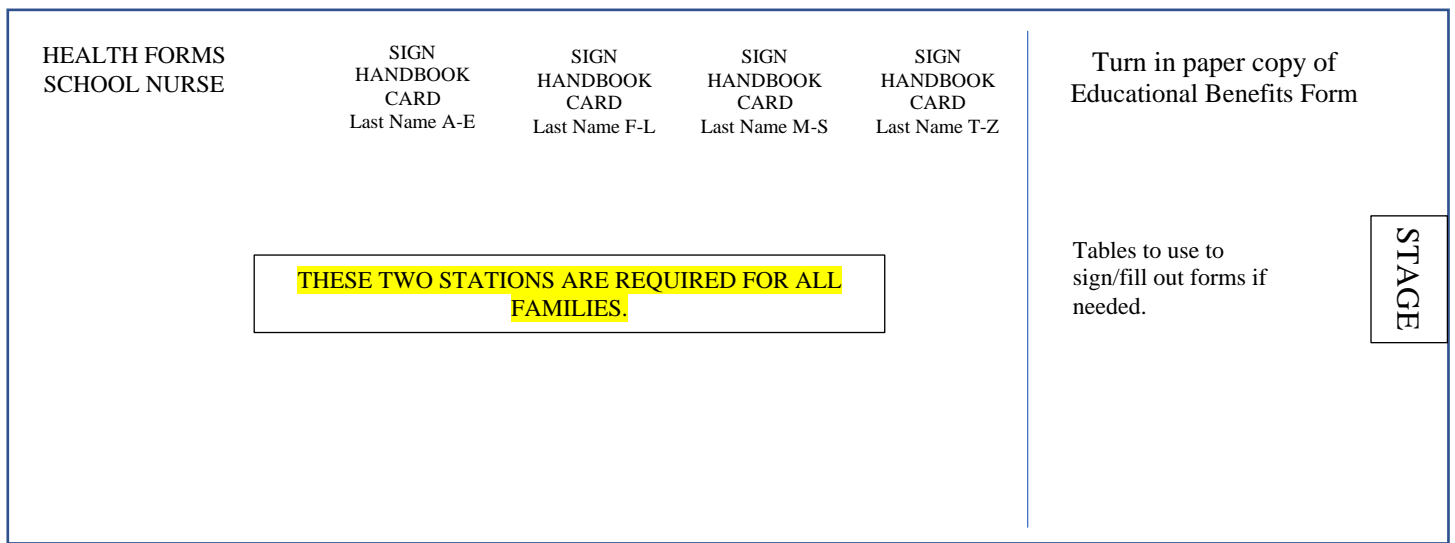 HEALTH FORMS
SCHOOL NURSE
SIGN
HANDBOOK
CARD
Last Name A-E
SIGN
HANDBOOK
CARD
Last Name F-L
SIGN
HANDBOOK
CARD
Last Name M-S
SIGN
HANDBOOK
CARD
Last Name T-Z
Turn in paper copy of
Educational Benefits Form
THESE TWO STATIONS ARE REQUIRED FOR ALL
FAMILIES.
Tables to use to
sign/fill out forms if
needed.
STAGE